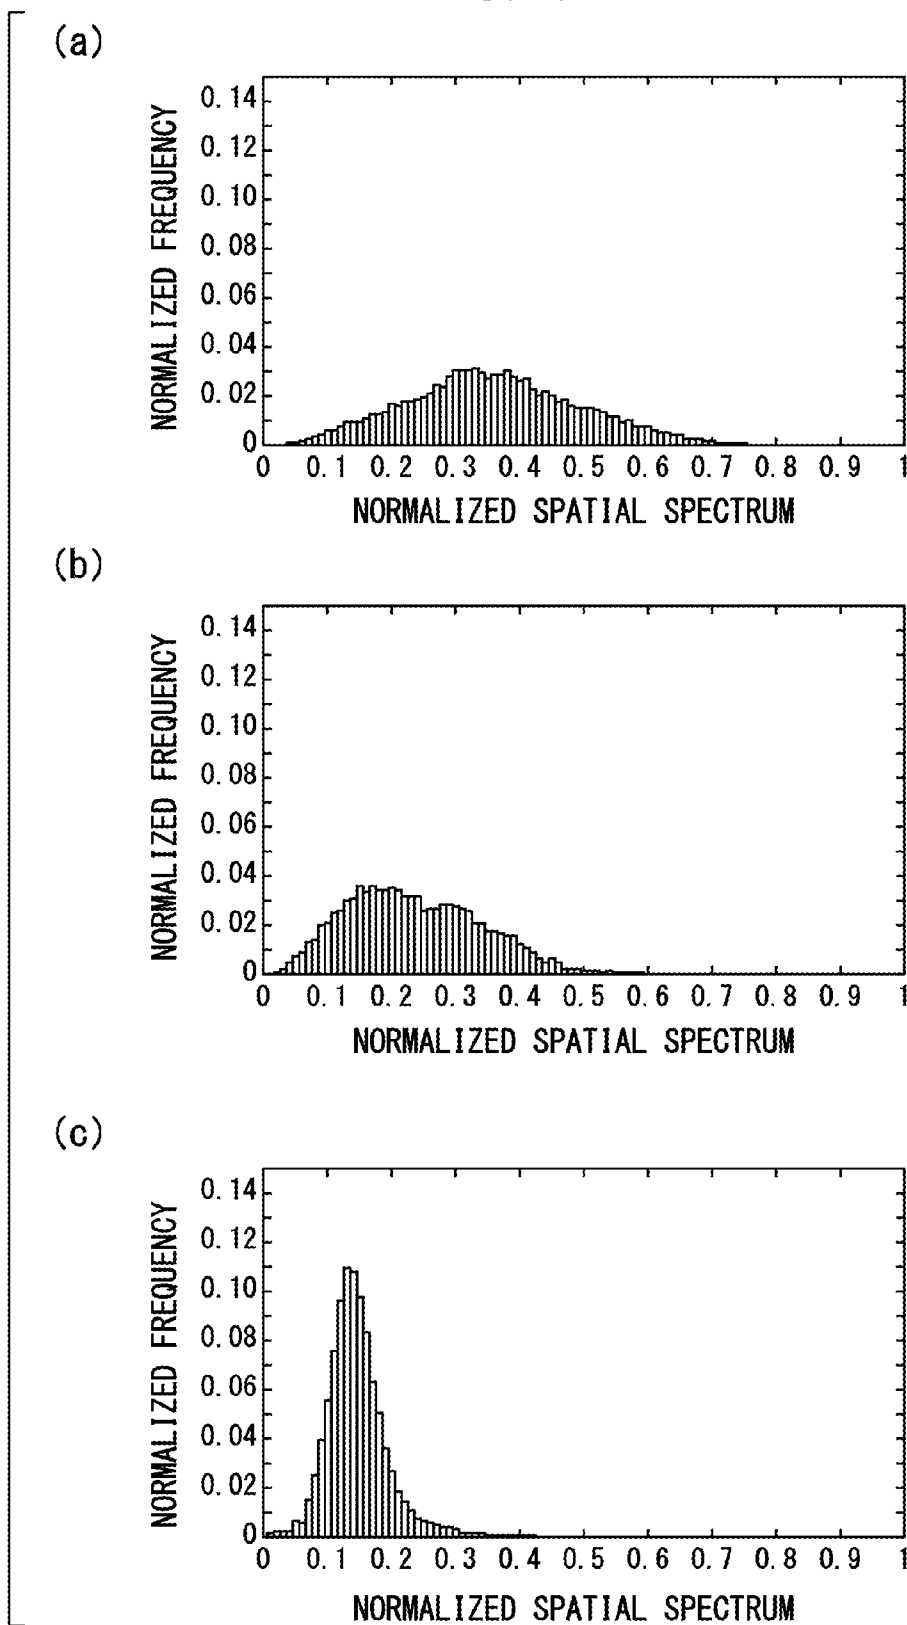 (a)
NORMALIZED FREQUENCY
0.14
0.12
0.10
0.08
0.06
0.04
0.02
0
0 0.1 0.2 0.3 0.4 0.5 0.6 0.7 0.8 0.9 1
NORMALIZED SPATIAL SPECTRUM
(b)
NORMALIZED FREQUENCY
0.14
0.12
0.10
0.08
0.06
0.04
0.02
0
0 0.1 0.2 0.3 0.4 0.5 0.6 0.7 0.8 0.9 1
NORMALIZED SPATIAL SPECTRUM
(c)
NORMALIZED FREQUENCY
0.14
0.12
0.10
0.08
0.06
0.04
0.02
0
0 0.1 0.2 0.3 0.4 0.5 0.6 0.7 0.8 0.9 1
NORMALIZED SPATIAL SPECTRUM